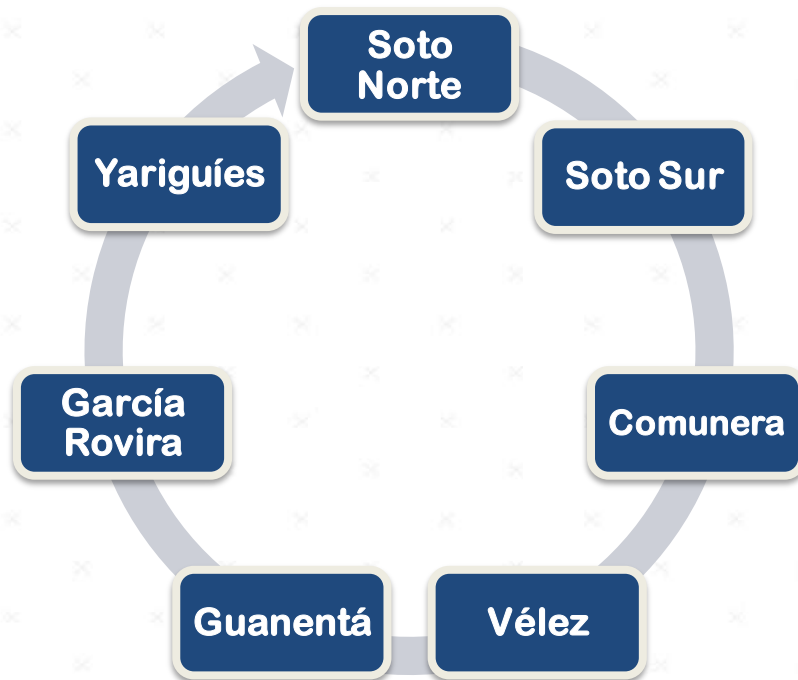 Soto
Norte
Soto Sur
Comunera
Vélez
Guanentá
García
Rovira
Yariguíes